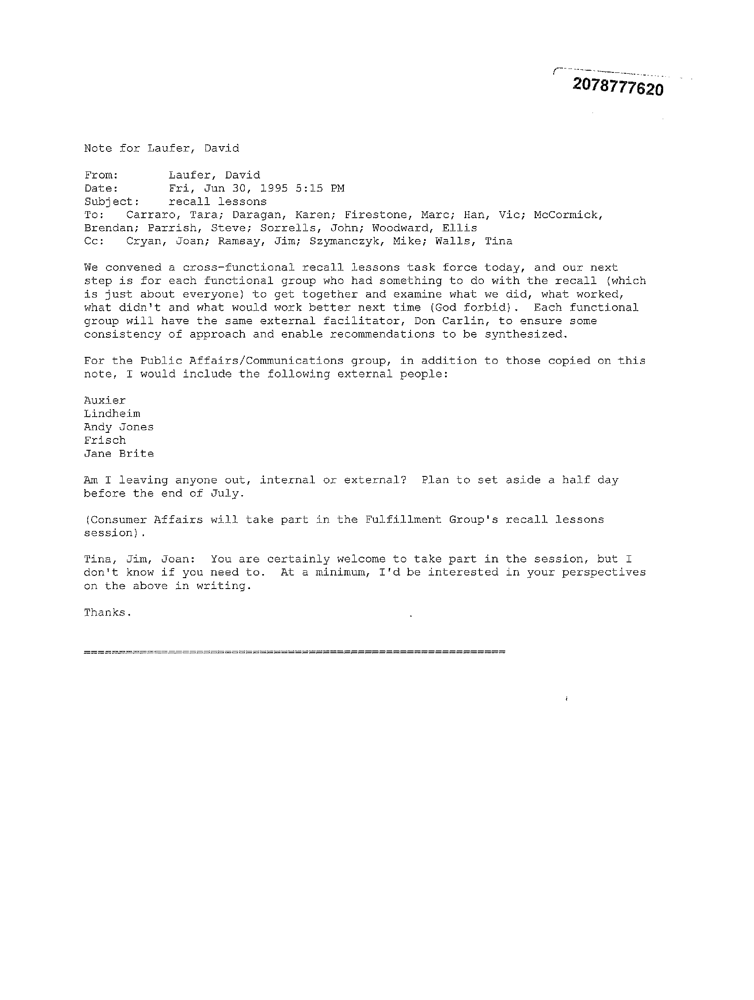 2078777620
Note for Laufer, David
From: Laufer, David
Date: Fri, Jun 30, 1995 5:15 PM
Subject: recall lessons
To: Carraro, Tara; Daragan, Karen; Firestone, Marc; Han, Vic; McCormick,
Brendan; Parrish, Steve; Sorrells, John; Woodward, Ellis
Cc: Cryan, Joan; Ramsay, Jim; Szymanczyk, Mike; Walls, Tina
We convened a cross-functional recall lessons task force today, and our next
step is for each functional group who had something to do with the recall (which
is just about everyone) to get together and examine what we did, what worked,
what didn't and what would work better next time (God forbid). Each functional
group will have the same external facilitator, Don Carlin, to ensure some
consistency of approach and enable recommendations to be synthesized.
For the Public Affairs/Communications group, in addition to those copied on this
note, I would include the following external people:
Auxier
Lindheim
Andy Jones
Frisch
Jane Brite
Am I leaving anyone out, internal or external? Plan to set aside a half day
before the end of July.
(Consumer Affairs will take part in the Fulfillment Group's recall lessons
session).
Tina, Jim, Joan: You are certainly welcome to take part in the session, but I
don't know if you need to. At a minimum, I'd be interested in your perspectives
on the above in writing.
Thanks.
============================================================